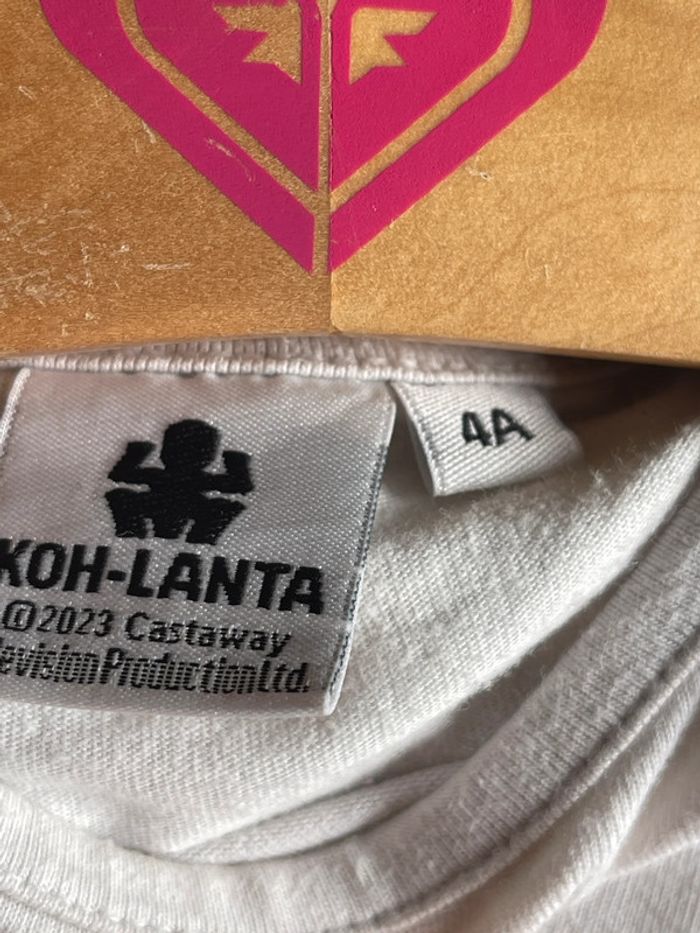 4A
KOH-LANTA
©2023 Castaway
levision Production Ltd.